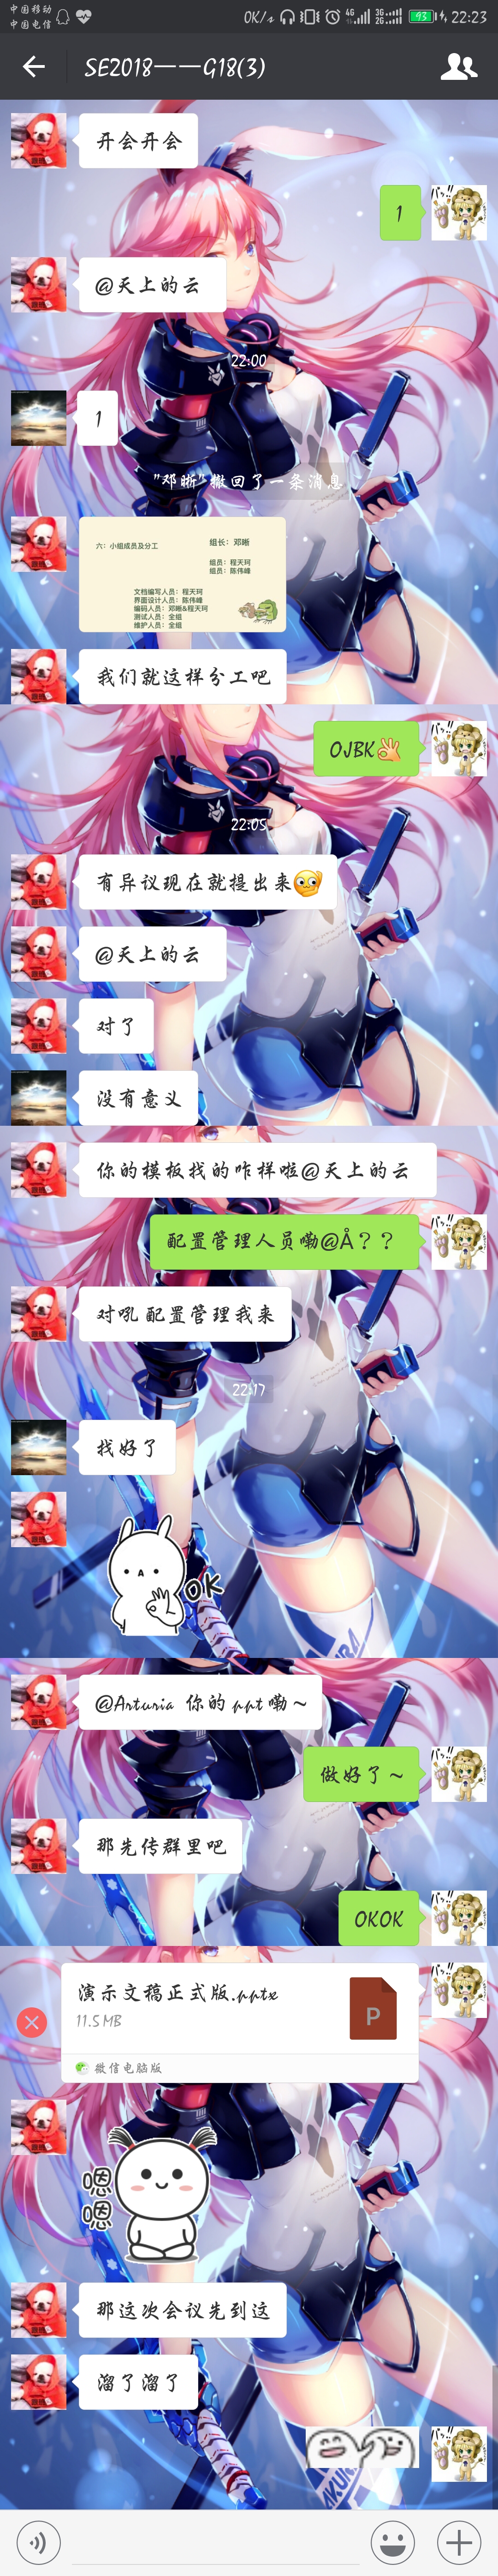 中国移动
中国电信
0K/s
4G
3G
2G
93
22:23
SE2018——G18(3)
开会开会
1
@天上的云
22:00
1
"邓晰"撤回了一条消息
六：小组成员及分工
组长：邓晰
组员：程天珂
组员：陈伟峰
文档编写人员：程天珂
界面设计人员：陈伟峰
编码人员：邓晰&程天珂
测试人员：全组
维护人员：全组
我们就这样分工吧
OJBK👌
22:05
有异议现在就提出来
@天上的云
对了
没有意义
你的模板找的咋样啦@天上的云
配置管理人员嘞@Å？？
对吼 配置管理我来
22:17
找好了
OK
@Arturia 你的ppt嘞～
做好了～
那先传群里吧
OKOK
演示文稿正式版.pptx
11.5 MB
P
微信电脑版
嗯
嗯
那这次会议先到这
溜了溜了